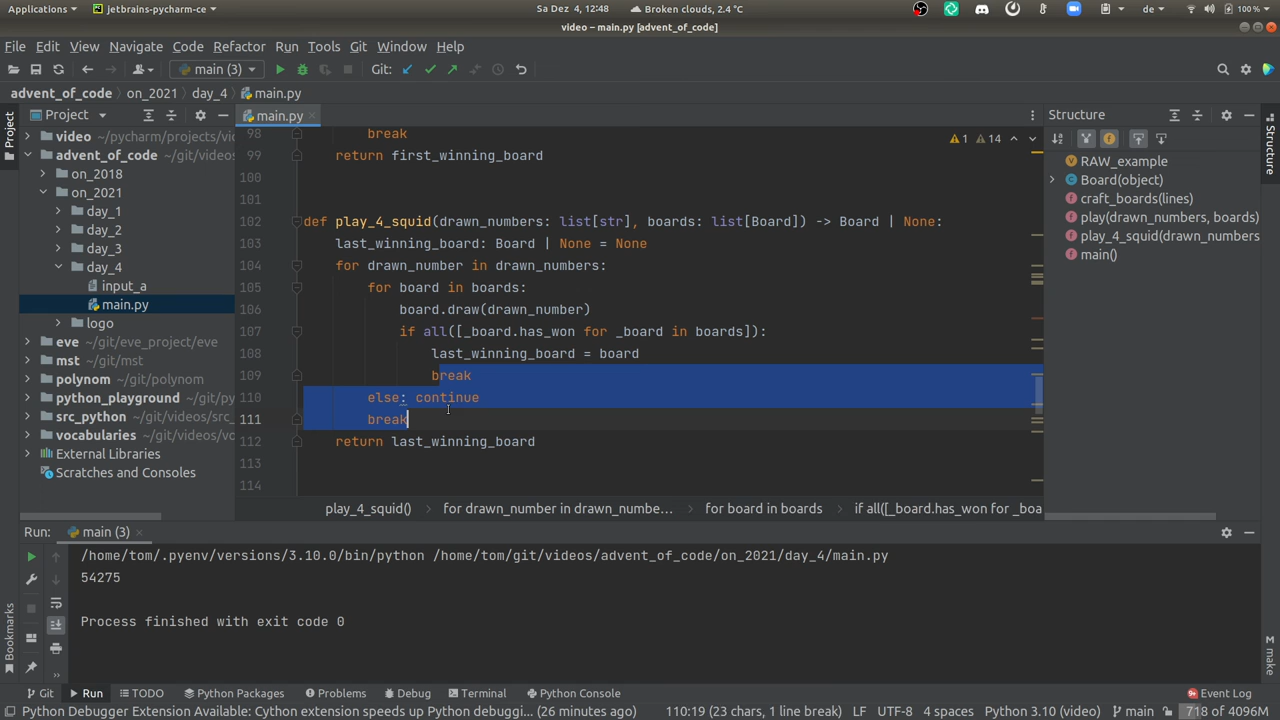 Applications jetbrains-pycharm-ce Sa Dez 4, 12:48 Broken clouds, 2.4 °C de 100 %
video – main.py [advent_of_code]
File Edit View Navigate Code Refactor Run Tools Git Window Help
main (3) Git:
advent_of_code on_2021 day_4 main.py
Project
Project
video ~/pycharm/projects/vi
advent_of_code ~/git/videos
on_2018
on_2021
day_1
day_2
day_3
day_4
input_a
main.py
logo
eve ~/git/eve_project/eve
mst ~/git/mst
polynom ~/git/polynom
python_playground ~/git/vi
src_python ~/git/videos/src_
vocabularies ~/git/videos/vo
External Libraries
Scratches and Consoles
main.py
1 14
98 break
99 return first_winning_board
100
101
102 def play_4_squid(drawn_numbers: list[str], boards: list[Board]) -> Board | None:
103 last_winning_board: Board | None = None
104 for drawn_number in drawn_numbers:
105 for board in boards:
106 board.draw(drawn_number)
107 if all([_board.has_won for _board in boards]):
108 last_winning_board = board
109 break
110 else: continue
111 break
112 return last_winning_board
113
114
play_4_squid() for drawn_number in drawn_numbe... for board in boards if all([_board.has_won for _boa
Structure
Structure
RAW_example
Board(object)
craft_boards(lines)
play(drawn_numbers, boards)
play_4_squid(drawn_numbers
main()
Run: main (3)
/home/tom/.pyenv/versions/3.10.0/bin/python /home/tom/git/videos/advent_of_code/on_2021/day_4/main.py
54275
Process finished with exit code 0
Bookmarks
make
Git Run TODO Python Packages Problems Debug Terminal Python Console 9+ Event Log
Python Debugger Extension Available: Cython extension speeds up Python debuggi... (26 minutes ago) 110:19 (23 chars, 1 line break) LF UTF-8 4 spaces Python 3.10 (video) main 718 of 4096M